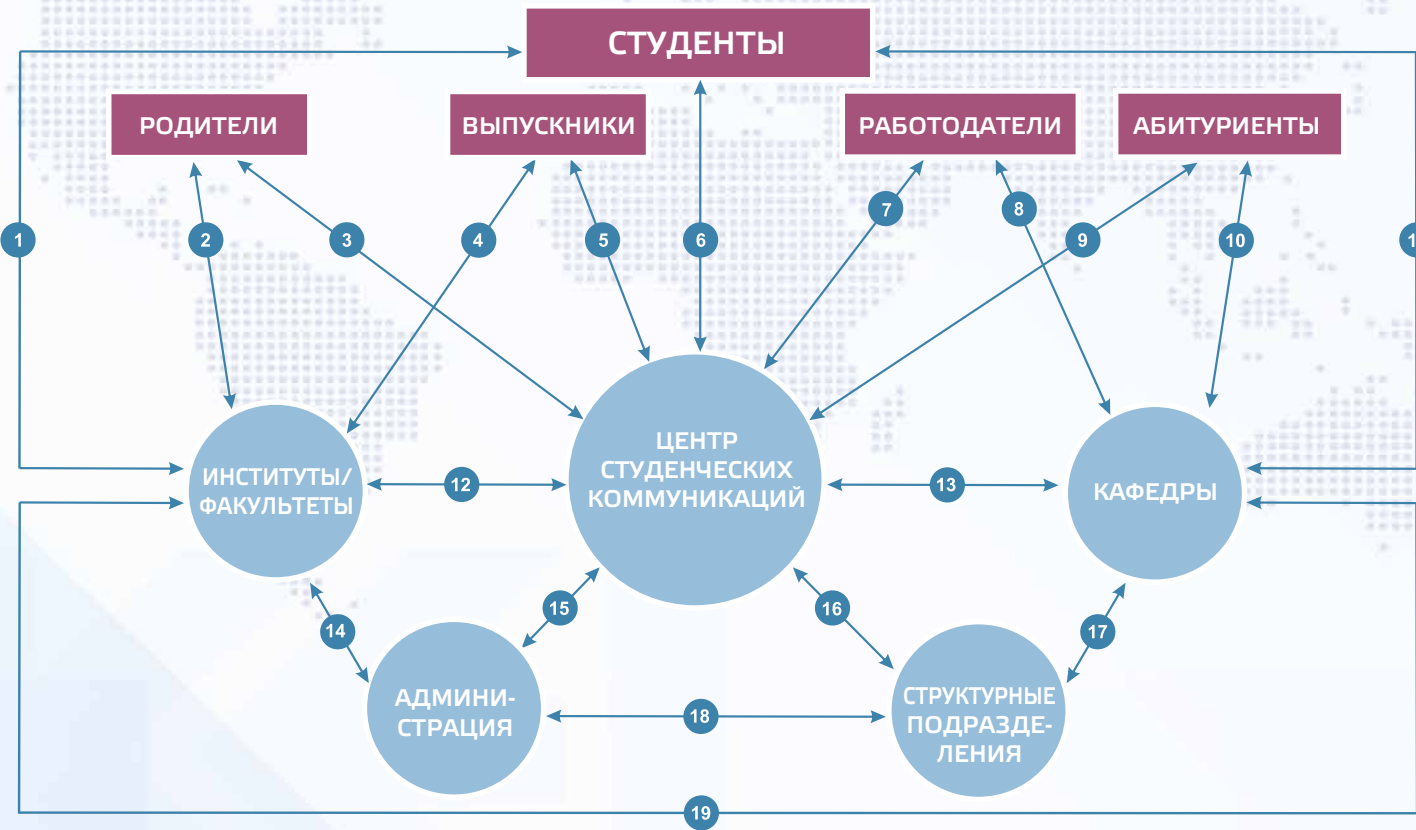 СТУДЕНТЫ
РОДИТЕЛИ
ВЫПУСКНИКИ
РАБОТОДАТЕЛИ
АБИТУРИЕНТЫ
7
8
1
2
3
4
5
6
9
10
ЦЕНТР
СТУДЕНЧЕСКИХ
КОММУНИКАЦИЙ
ИНСТИТУТЫ/
ФАКУЛЬТЕТЫ
12
13
КАФЕДРЫ
15
16
14
17
АДМИНИ-
СТРАЦИЯ
18
СТРУКТУРНЫЕ
ПОДРАЗДЕ-
ЛЕНИЯ
19